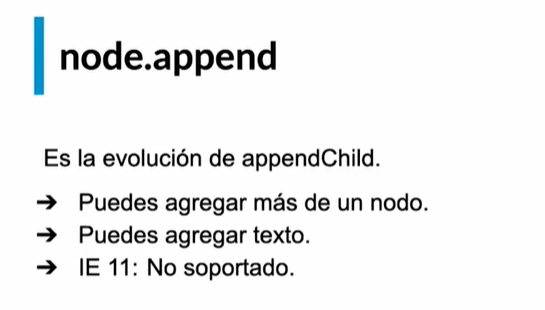 node.append
Es la evolución de appendChild.
→ Puedes agregar más de un nodo.
→ Puedes agregar texto.
→ IE 11: No soportado.